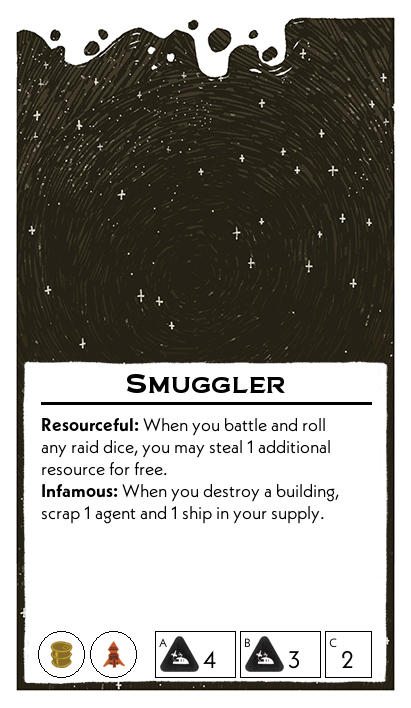 SMUGGLER
Resourceful: When you battle and roll
any raid dice, you may steal 1 additional
resource for free.
Infamous: When you destroy a building,
scrap 1 agent and 1 ship in your supply.
A 4 B 3 C 2